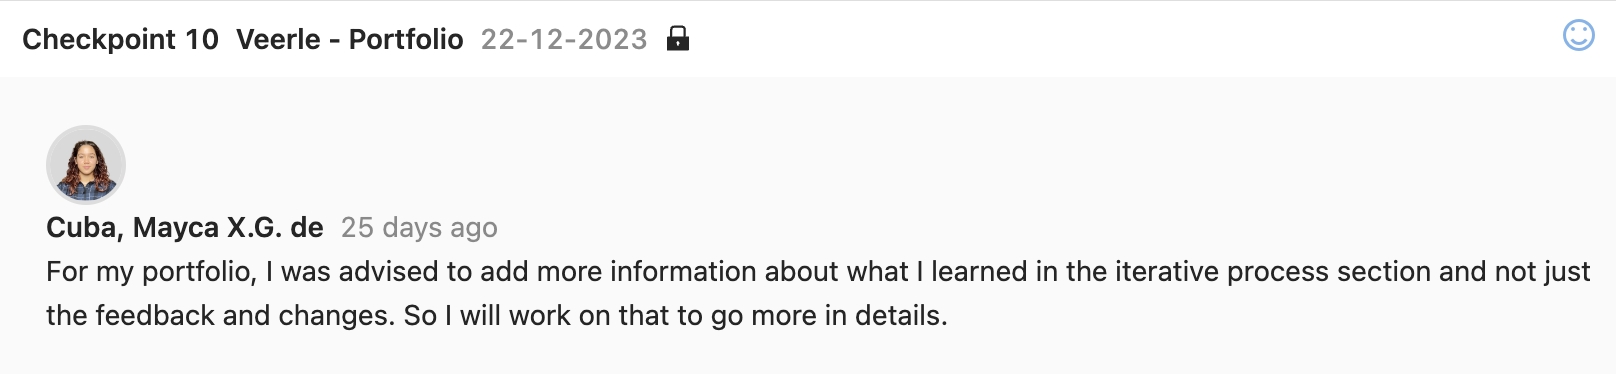 Checkpoint 10 Veerle - Portfolio 22-12-2023
Cuba, Mayca X.G. de 25 days ago
For my portfolio, I was advised to add more information about what I learned in the iterative process section and not just
the feedback and changes. So I will work on that to go more in details.